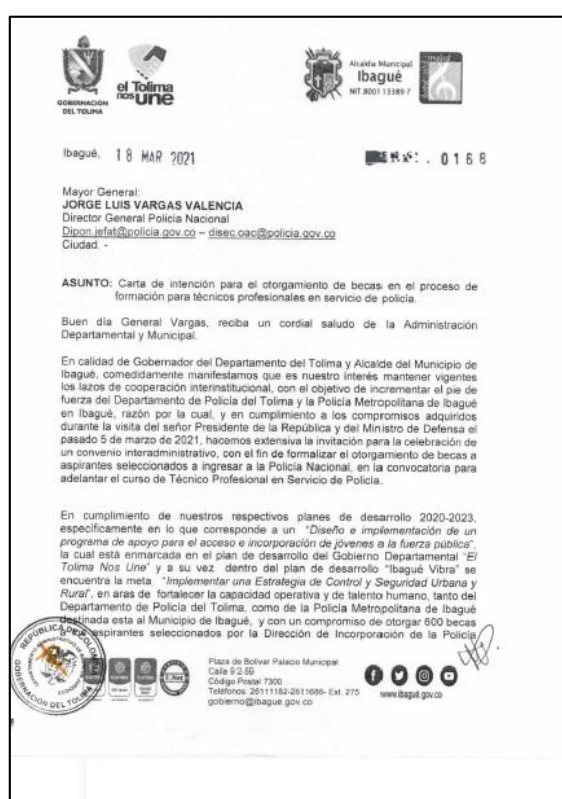 GOBERNACIÓN
DEL TOLIMA
el Tolima
nos une
Alcaldía Municipal
Ibagué
NIT.8001 13389-7
Ibagué, 18 MAR 2021
. 0168
Mayor General:
JORGE LUIS VARGAS VALENCIA
Director General Policía Nacional
Dipon.jefat@policia.gov.co – disec.oac@policia.gov.co
Ciudad. -
ASUNTO: Carta de intención para el otorgamiento de becas en el proceso de
formación para técnicos profesionales en servicio de policía.
Buen día General Vargas, reciba un cordial saludo de la Administración
Departamental y Municipal.
En calidad de Gobernador del Departamento del Tolima y Alcalde del Municipio de
Ibagué, comedidamente manifestamos que es nuestro interés mantener vigentes
los lazos de cooperación interinstitucional, con el objetivo de incrementar el pie de
fuerza del Departamento de Policía del Tolima y la Policía Metropolitana de Ibagué
en Ibagué, razón por la cual, y en cumplimiento a los compromisos adquiridos
durante la visita del señor Presidente de la República y del Ministro de Defensa el
pasado 5 de marzo de 2021, hacemos extensiva la invitación para la celebración de
un convenio interadministrativo, con el fin de formalizar el otorgamiento de becas a
aspirantes seleccionados a ingresar a la Policía Nacional, en la convocatoria para
adelantar el curso de Técnico Profesional en Servicio de Policía.
En cumplimiento de nuestros respectivos planes de desarrollo 2020-2023,
específicamente en lo que corresponde a un "Diseño e implementación de un
programa de apoyo para el acceso e incorporación de jóvenes a la fuerza pública",
la cual está enmarcada en el plan de desarrollo del Gobierno Departamental "El
Tolima Nos Une" y a su vez dentro del plan de desarrollo "Ibagué Vibra" se
encuentra la meta "Implementar una Estrategia de Control y Seguridad Urbana y
Rural", en aras de fortalecer la capacidad operativa y de talento humano, tanto del
Departamento de Policía del Tolima, como de la Policía Metropolitana de Ibagué
destinada esta al Municipio de Ibagué, y con un compromiso de otorgar 600 becas
aspirantes seleccionados por la Dirección de Incorporación de la Policía
REPUBLICA DE COLOMBIA
GOBERNACIÓN DEL TOLIMA
Plaza de Bolívar Palacio Municipal
Calle 9 2-59
Código Postal 7300
Teléfonos: 26111182-2611686- Ext. 275
gobierno@ibague.gov.co
www.ibagué.gov.co